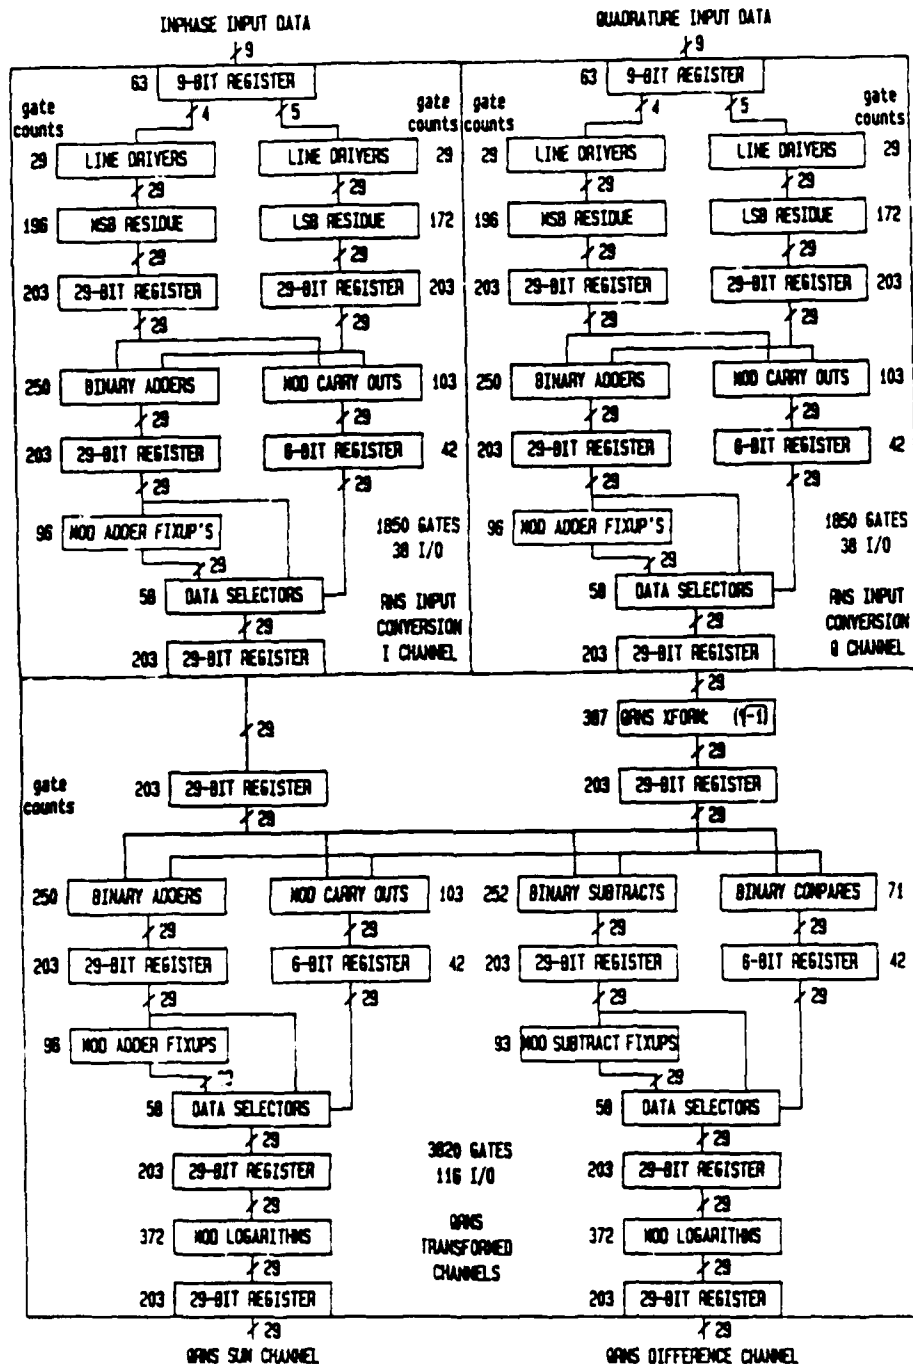 INPHASE INPUT DATA QUADRATURE INPUT DATA
9 9
63 9-BIT REGISTER 63 9-BIT REGISTER
4 5 4 5
gate counts gate counts gate counts gate counts
29 LINE DRIVERS LINE DRIVERS 29 29 LINE DRIVERS LINE DRIVERS 29
29 29 29 29
196 MSB RESIDUE LSB RESIDUE 172 196 MSB RESIDUE LSB RESIDUE 172
29 29 29 29
203 29-BIT REGISTER 29-BIT REGISTER 203 203 29-BIT REGISTER 29-BIT REGISTER 203
29 29 29 29
250 BINARY ADDERS MOD CARRY OUTS 103 250 BINARY ADDERS MOD CARRY OUTS 103
29 29 29 29
203 29-BIT REGISTER 6-BIT REGISTER 42 203 29-BIT REGISTER 6-BIT REGISTER 42
29 29 29 29
96 MOD ADDER FIXUP'S 96 MOD ADDER FIXUP'S
1850 GATES 1850 GATES
38 I/O 38 I/O
29 29
58 DATA SELECTORS 58 DATA SELECTORS
29 29
RNS INPUT RNS INPUT
CONVERSION CONVERSION
I CHANNEL Q CHANNEL
203 29-BIT REGISTER 203 29-BIT REGISTER
29
387 QRNS XFORM: (√-1)
29 29
gate counts
203 29-BIT REGISTER 203 29-BIT REGISTER
29 29
250 BINARY ADDERS MOD CARRY OUTS 103 252 BINARY SUBTRACTS BINARY COMPARES 71
29 29 29 29
203 29-BIT REGISTER 6-BIT REGISTER 42 203 29-BIT REGISTER 6-BIT REGISTER 42
29 29 29 29
96 MOD ADDER FIXUPS 93 MOD SUBTRACT FIXUPS
29
58 DATA SELECTORS 58 DATA SELECTORS
29 29
3820 GATES
116 I/O
203 29-BIT REGISTER 203 29-BIT REGISTER
29 29
QRNS
TRANSFORMED
CHANNELS
372 MOD LOGARITHMS 372 MOD LOGARITHMS
29 29
203 29-BIT REGISTER 203 29-BIT REGISTER
29 29
QRNS SUM CHANNEL QRNS DIFFERENCE CHANNEL